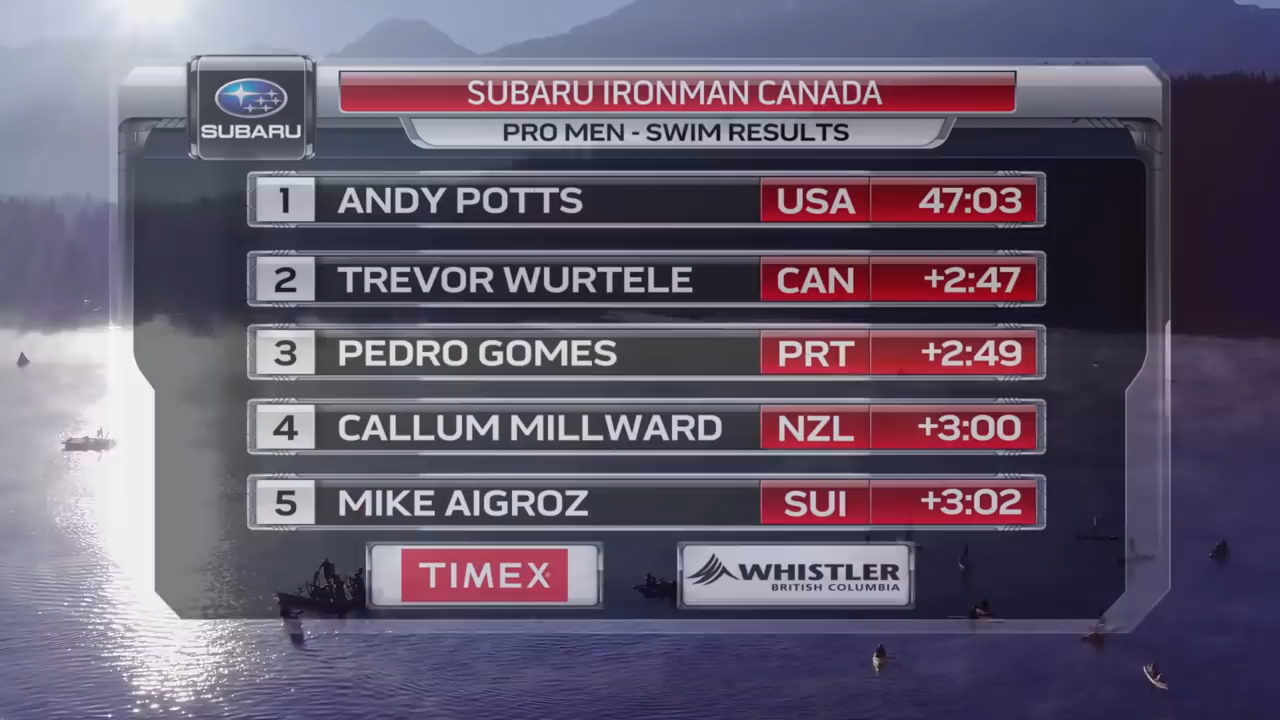 SUBARU
SUBARU IRONMAN CANADA
PRO MEN - SWIM RESULTS
1 ANDY POTTS USA 47:03
2 TREVOR WURTELE CAN +2:47
3 PEDRO GOMES PRT +2:49
4 CALLUM MILLWARD NZL +3:00
5 MIKE AIGROZ SUI +3:02
TIMEX
WHISTLER
BRITISH COLUMBIA